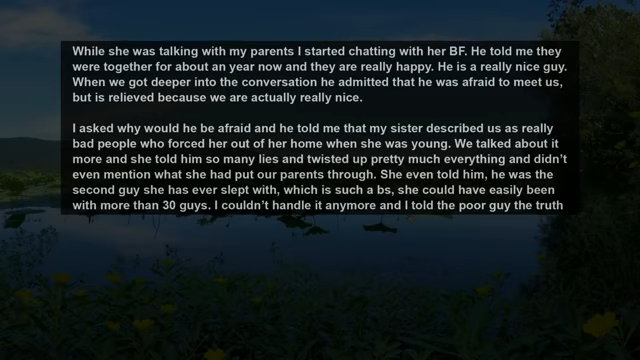 While she was talking with my parents I started chatting with her BF. He told me they
were together for about an year now and they are really happy. He is a really nice guy.
When we got deeper into the conversation he admitted that he was afraid to meet us,
but is relieved because we are actually really nice.
I asked why would he be afraid and he told me that my sister described us as really
bad people who forced her out of her home when she was young. We talked about it
more and she told him so many lies and twisted up pretty much everything and didn't
even mention what she had put our parents through. She even told him, he was the
second guy she has ever slept with, which is such a bs, she could have easily been
with more than 30 guys. I couldn't handle it anymore and I told the poor guy the truth